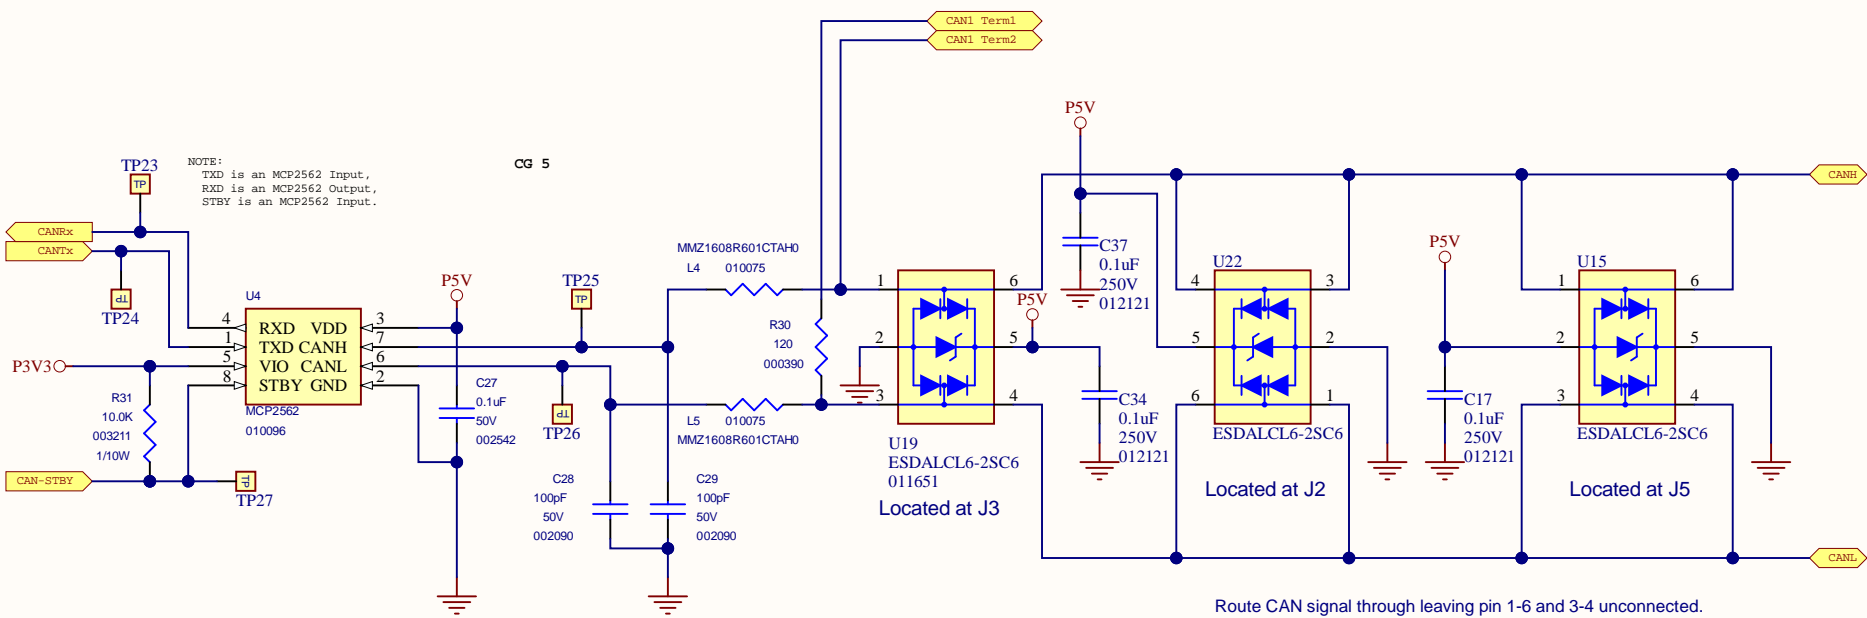 CAN1 Term1
CAN1 Term2
P5V
TP23
NOTE:
TXD is an MCP2562 Input,
RXD is an MCP2562 Output,
STBY is an MCP2562 Input.
CG 5
TP
CANH
CANRx
CANTx
MMZ1608R601CTAH0
L4 010075
C37
0.1uF
250V
012121
P5V
TP
TP24
U4
P5V
TP25
TP
1
6
P5V
U22
4
3
U15
1
6
4
RXD VDD
3
1
TXD CANH
7
5
VIO CANL
6
8
STBY GND
2
MCP2562
010096
P3V3
R30
120
000390
2
5
5
2
2
5
R31
10.0K
003211
1/10W
C27
0.1uF
50V
002542
TP
TP26
L5 010075
MMZ1608R601CTAH0
3
4
C34
0.1uF
250V
012121
6
1
ESDALCL6-2SC6
C17
0.1uF
250V
012121
3
4
ESDALCL6-2SC6
U19
ESDALCL6-2SC6
011651
Located at J3
Located at J2
Located at J5
CAN-STBY
TP
TP27
C28
100pF
50V
002090
C29
100pF
50V
002090
CANL
Route CAN signal through leaving pin 1-6 and 3-4 unconnected.